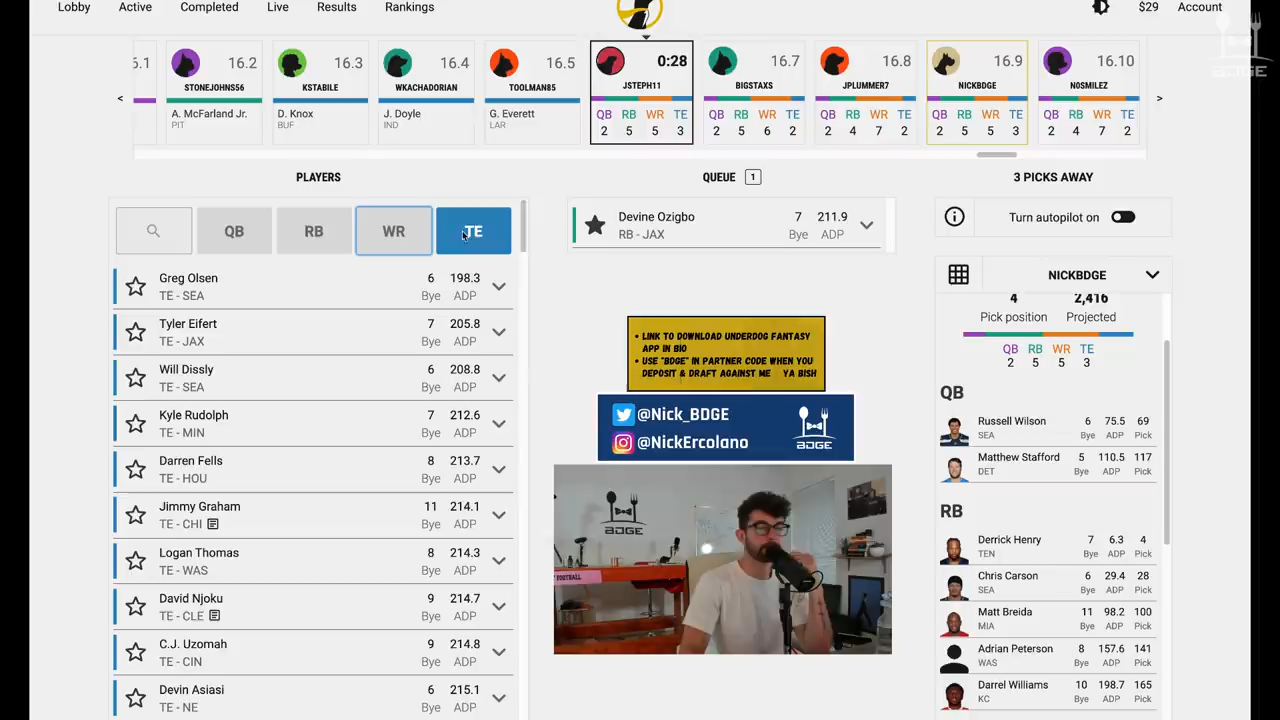 Lobby Active Completed Live Results Rankings $29 Account
BDGE
6.1 16.2 16.3 16.4 16.5 0:28 16.7 16.8 16.9 16.10
STONEJOHNS56 KSTABILE WKACHADORIAN TOOLMAN85 JSTEPH11 BIGSTAXS JPLUMMER7 NICKBDGE NOSMILEZ
A. McFarland Jr. D. Knox J. Doyle G. Everett QB RB WR TE QB RB WR TE QB RB WR TE QB RB WR TE QB RB WR TE
PIT BUF IND LAR 2 5 5 3 2 5 6 2 2 4 7 2 2 5 5 3 2 4 7 2
< >
PLAYERS
QB RB WR TE
Greg Olsen 6 198.3
TE - SEA Bye ADP
Tyler Eifert 7 205.8
TE - JAX Bye ADP
Will Dissly 6 208.8
TE - SEA Bye ADP
Kyle Rudolph 7 212.6
TE - MIN Bye ADP
Darren Fells 8 213.7
TE - HOU Bye ADP
Jimmy Graham 11 214.1
TE - CHI Bye ADP
Logan Thomas 8 214.3
TE - WAS Bye ADP
David Njoku 9 214.7
TE - CLE Bye ADP
C.J. Uzomah 9 214.8
TE - CIN Bye ADP
Devin Asiasi 6 215.1
TE - NE Bye ADP
QUEUE 1
Devine Ozigbo 7 211.9
RB - JAX Bye ADP
• LINK TO DOWNLOAD UNDERDOG FANTASY
APP IN BIO
• USE "BDGE" IN PARTNER CODE WHEN YOU
DEPOSIT & DRAFT AGAINST ME YA BISH
@Nick_BDGE
@NickErcolano
BDGE
BDGE
FOOTBALL
3 PICKS AWAY
Turn autopilot on
NICKBDGE
4 2,416
Pick position Projected
QB RB WR TE
2 5 5 3
QB
Russell Wilson 6 75.5 69
SEA Bye ADP Pick
Matthew Stafford 5 110.5 117
DET Bye ADP Pick
RB
Derrick Henry 7 6.3 4
TEN Bye ADP Pick
Chris Carson 6 29.4 28
SEA Bye ADP Pick
Matt Breida 11 98.2 100
MIA Bye ADP Pick
Adrian Peterson 8 157.6 141
WAS Bye ADP Pick
Darrel Williams 10 198.7 165
KC Bye ADP Pick